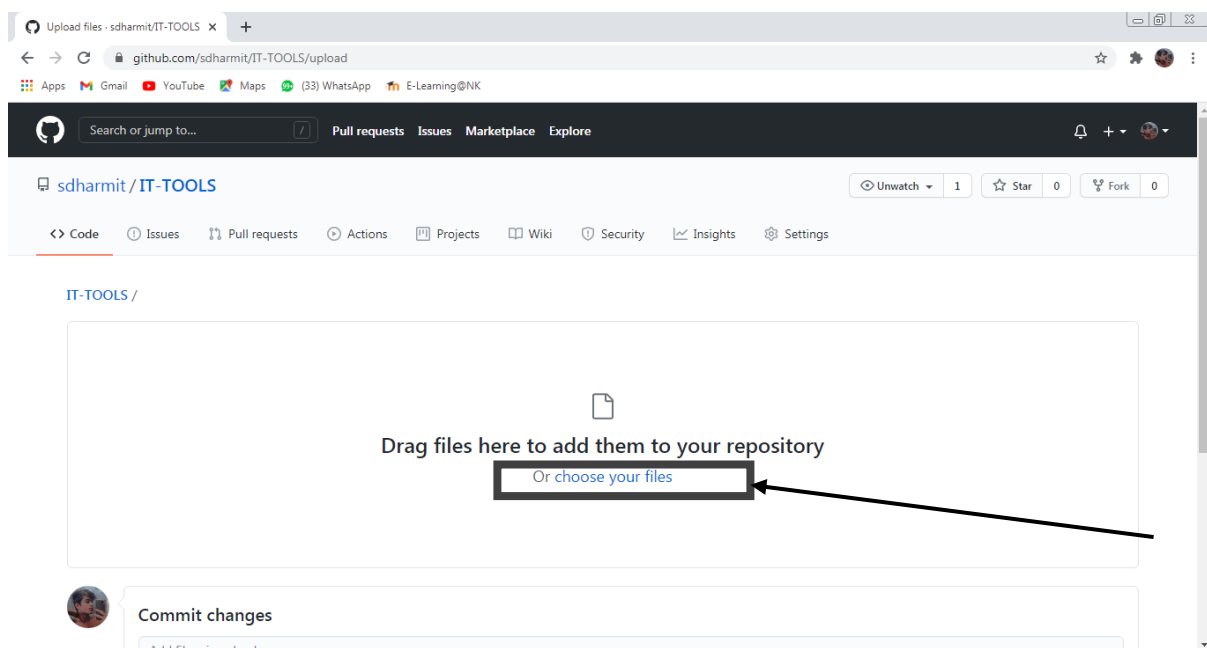 Upload files · sdharmit/IT-TOOLS
github.com/sdharmit/IT-TOOLS/upload
Apps Gmail YouTube Maps (33) WhatsApp E-Learning@NK
Search or jump to... / Pull requests Issues Marketplace Explore
sdharmit / IT-TOOLS Unwatch 1 Star 0 Fork 0
<> Code Issues Pull requests Actions Projects Wiki Security Insights Settings
IT-TOOLS /
Drag files here to add them to your repository
Or choose your files
Commit changes